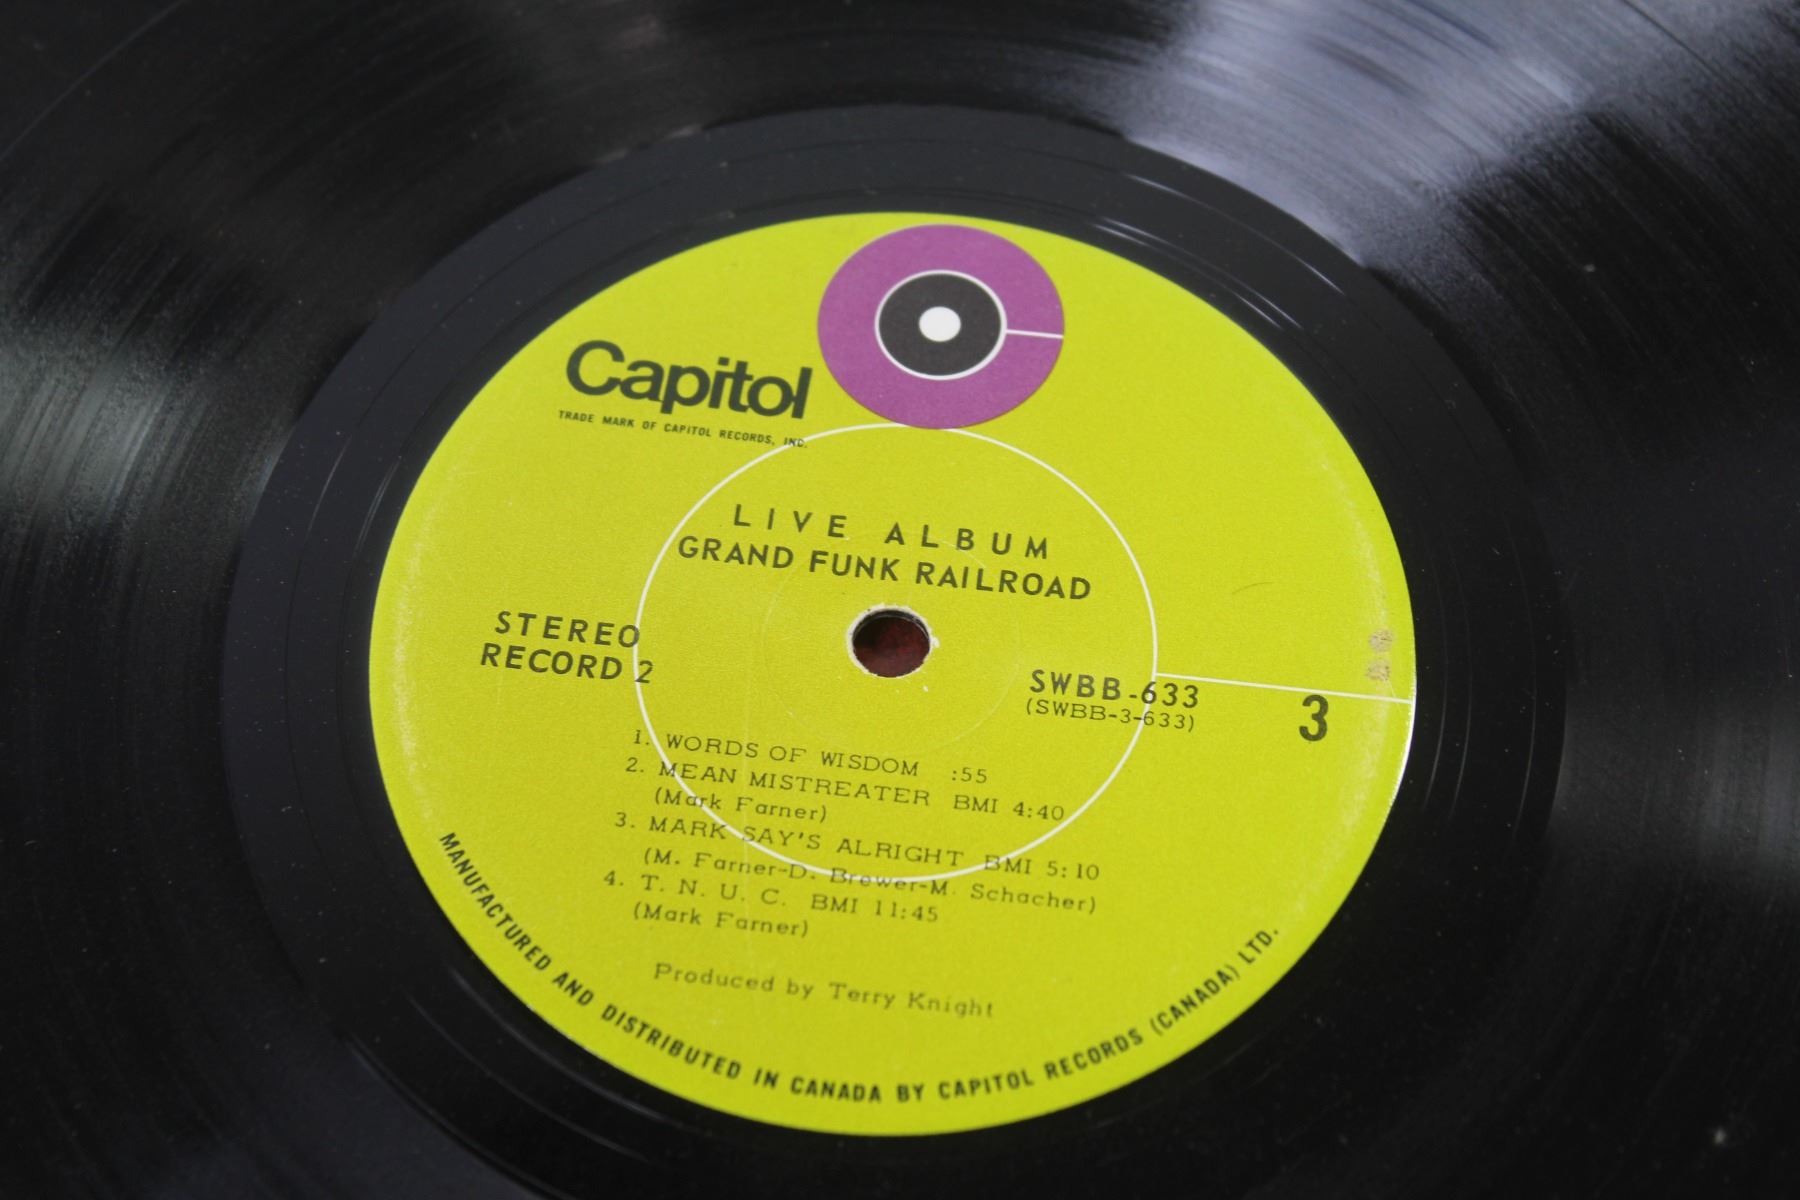 Capitol
TRADE MARK OF CAPITOL RECORDS, INC.
LIVE ALBUM
GRAND FUNK RAILROAD
STEREO
RECORD 2
SWBB-633
(SWBB-3-633)
3
1. WORDS OF WISDOM :55
2. MEAN MISTREATER BMI 4:40
(Mark Farner)
3. MARK SAY'S ALRIGHT BMI 5:10
(M. Farner-D. Brewer-M. Schacher)
4. T. N. U. C. BMI 11:45
(Mark Farner)
Produced by Terry Knight
MANUFACTURED AND DISTRIBUTED IN CANADA BY CAPITOL RECORDS (CANADA) LTD.